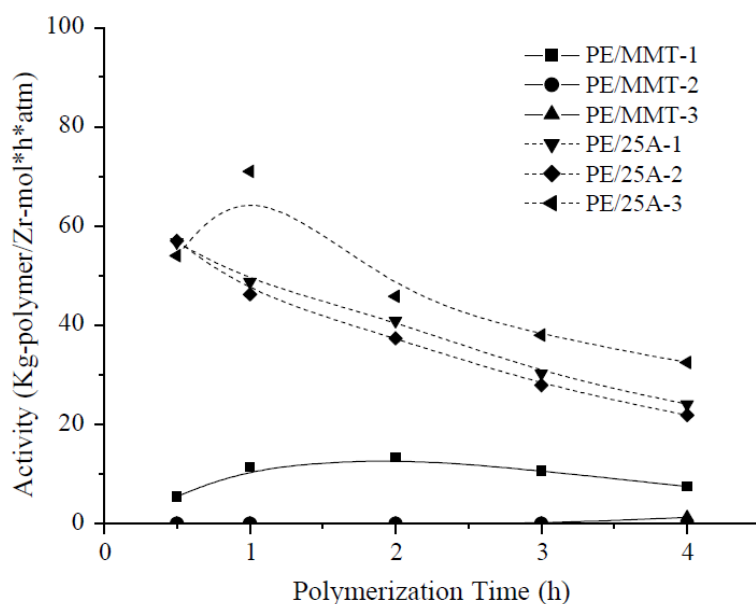 100
80
60
40
20
0
0
1
2
3
4
Activity (Kg-polymer/Zr-mol*h*atm)
Polymerization Time (h)
PE/MMT-1
PE/MMT-2
PE/MMT-3
PE/25A-1
PE/25A-2
PE/25A-3